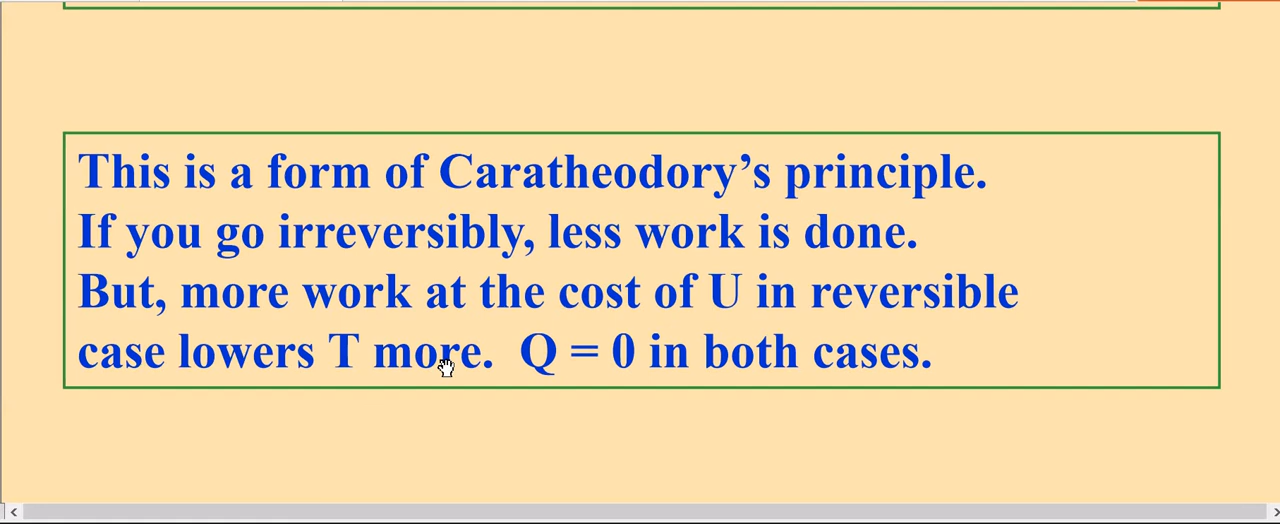 This is a form of Caratheodory’s principle.
If you go irreversibly, less work is done.
But, more work at the cost of U in reversible
case lowers T more.  Q = 0 in both cases.